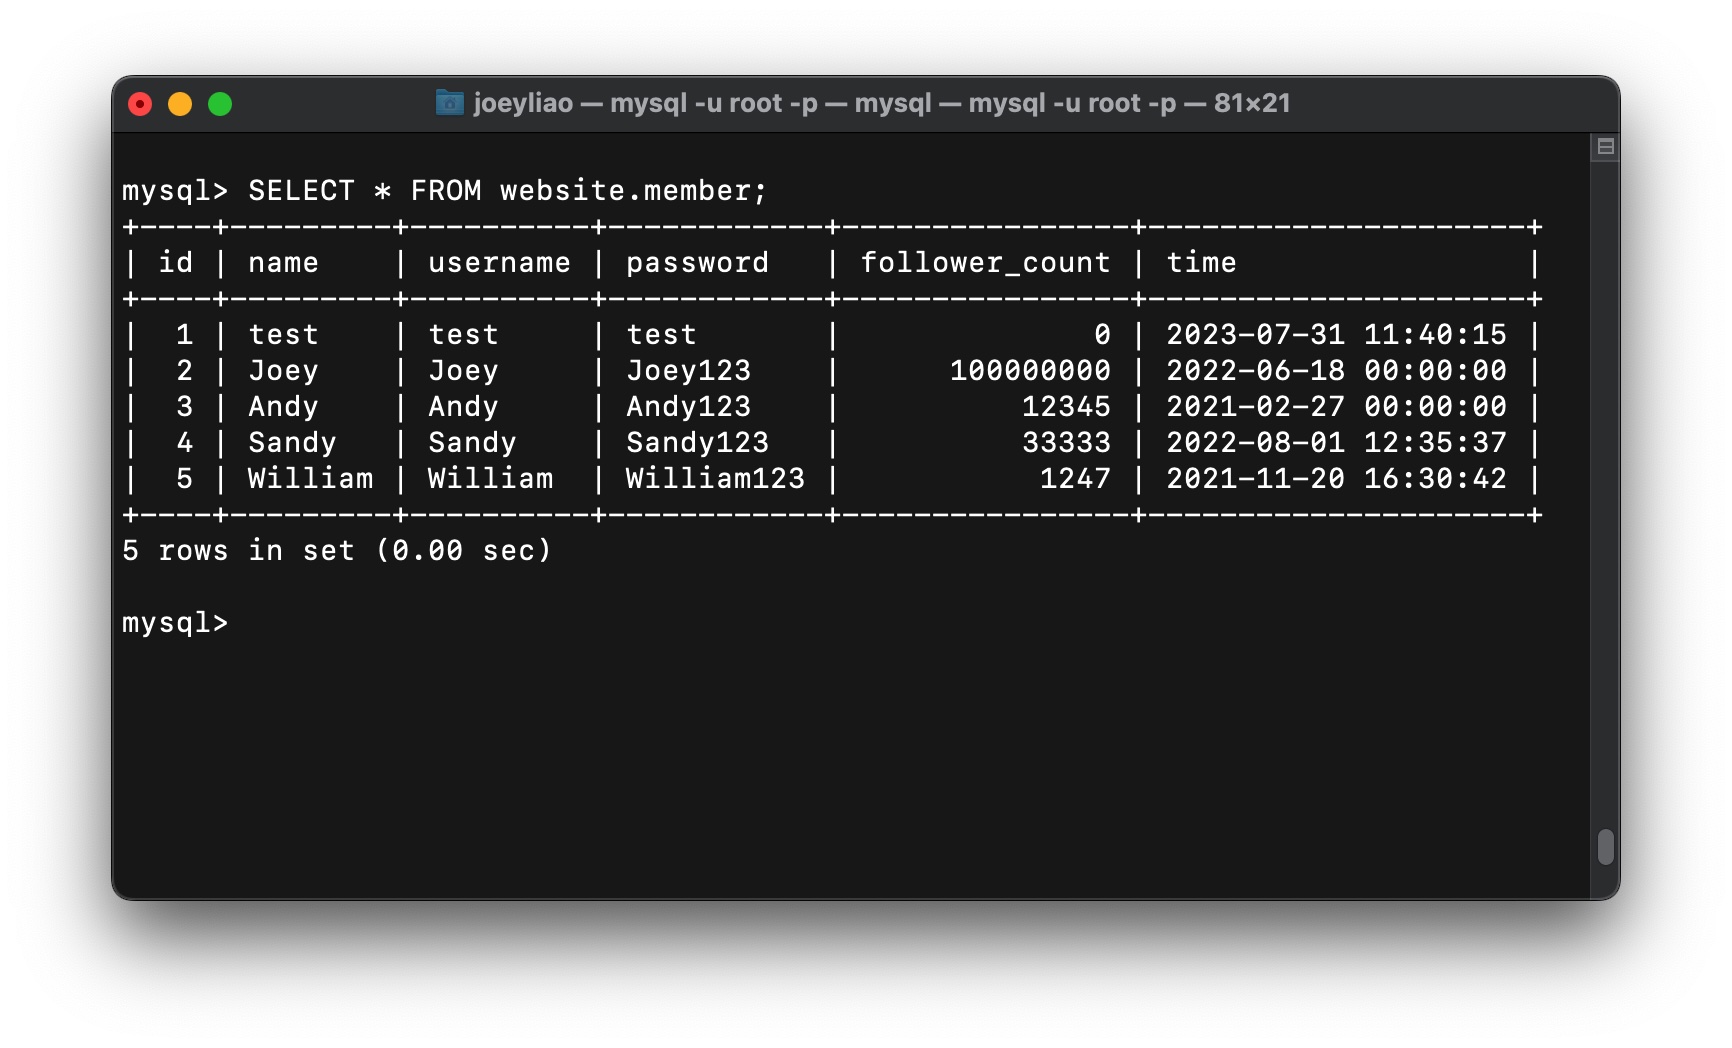 joeyliao — mysql -u root -p — mysql — mysql -u root -p — 81×21
mysql> SELECT * FROM website.member;
+----+---------+----------+------------+----------------+---------------------+
| id | name    | username | password   | follower_count | time                |
+----+---------+----------+------------+----------------+---------------------+
|  1 | test    | test     | test       |              0 | 2023-07-31 11:40:15 |
|  2 | Joey    | Joey     | Joey123    |      100000000 | 2022-06-18 00:00:00 |
|  3 | Andy    | Andy     | Andy123    |          12345 | 2021-02-27 00:00:00 |
|  4 | Sandy   | Sandy    | Sandy123   |          33333 | 2022-08-01 12:35:37 |
|  5 | William | William  | William123 |           1247 | 2021-11-20 16:30:42 |
+----+---------+----------+------------+----------------+---------------------+
5 rows in set (0.00 sec)
mysql>